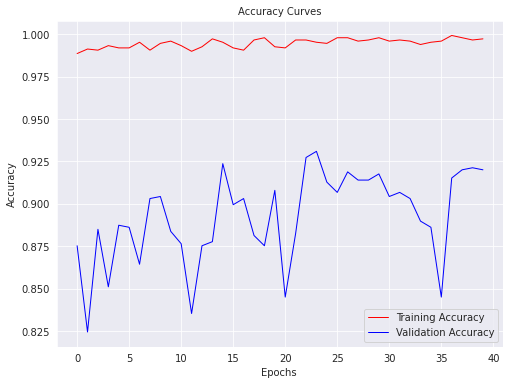 Accuracy Curves
1.000
0.975
0.950
0.925
0.900
0.875
0.850
0.825
Accuracy
Training Accuracy
Validation Accuracy
0 5 10 15 20 25 30 35 40
Epochs